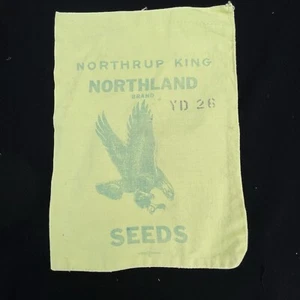 NORTHRUP KING
NORTHLAND
BRAND
YD 26
SEEDS